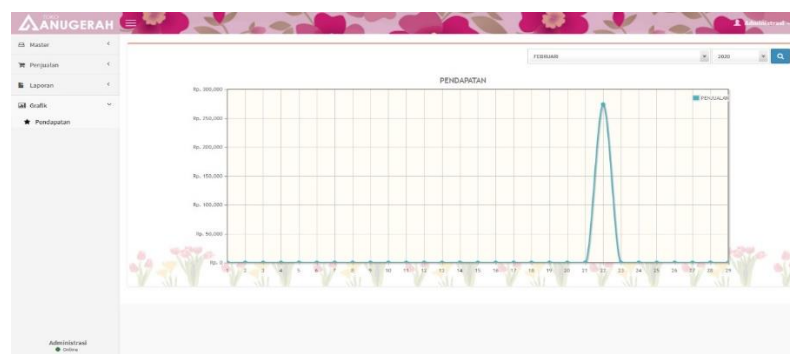 TOKO
ANUGERAH
Administrasi
Master
Penjualan
Laporan
Grafik
Pendapatan
FEBRUARI
2020
PENDAPATAN
PENJUALAN
Rp. 300,000
Rp. 250,000
Rp. 200,000
Rp. 150,000
Rp. 100,000
Rp. 50,000
Rp. 0
2 3 4 5 6 7 8 9 10 11 12 13 14 15 16 17 18 19 20 21 22 23 24 25 26 27 28 29
Administrasi
Online